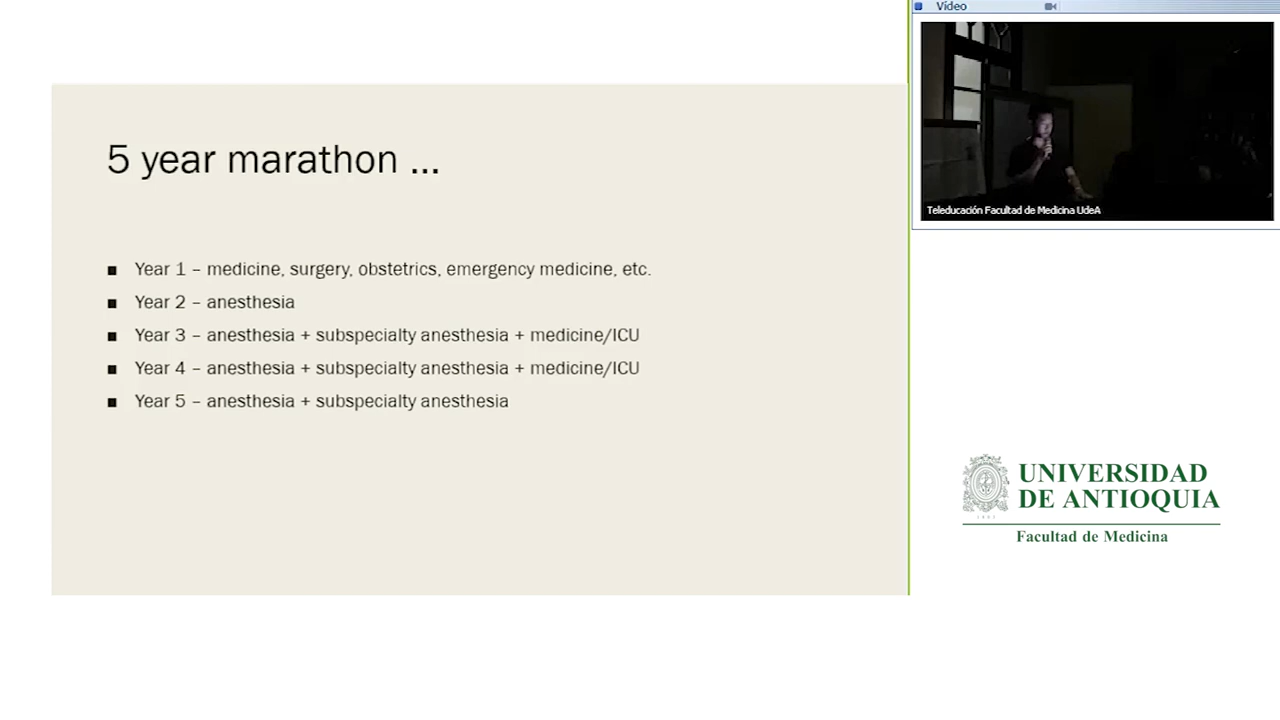 Vídeo
5 year marathon ...
■ Year 1 – medicine, surgery, obstetrics, emergency medicine, etc.
■ Year 2 – anesthesia
■ Year 3 – anesthesia + subspecialty anesthesia + medicine/ICU
■ Year 4 – anesthesia + subspecialty anesthesia + medicine/ICU
■ Year 5 – anesthesia + subspecialty anesthesia
Teleducación Facultad de Medicina UdeA
UNIVERSIDAD
DE ANTIOQUIA
Facultad de Medicina